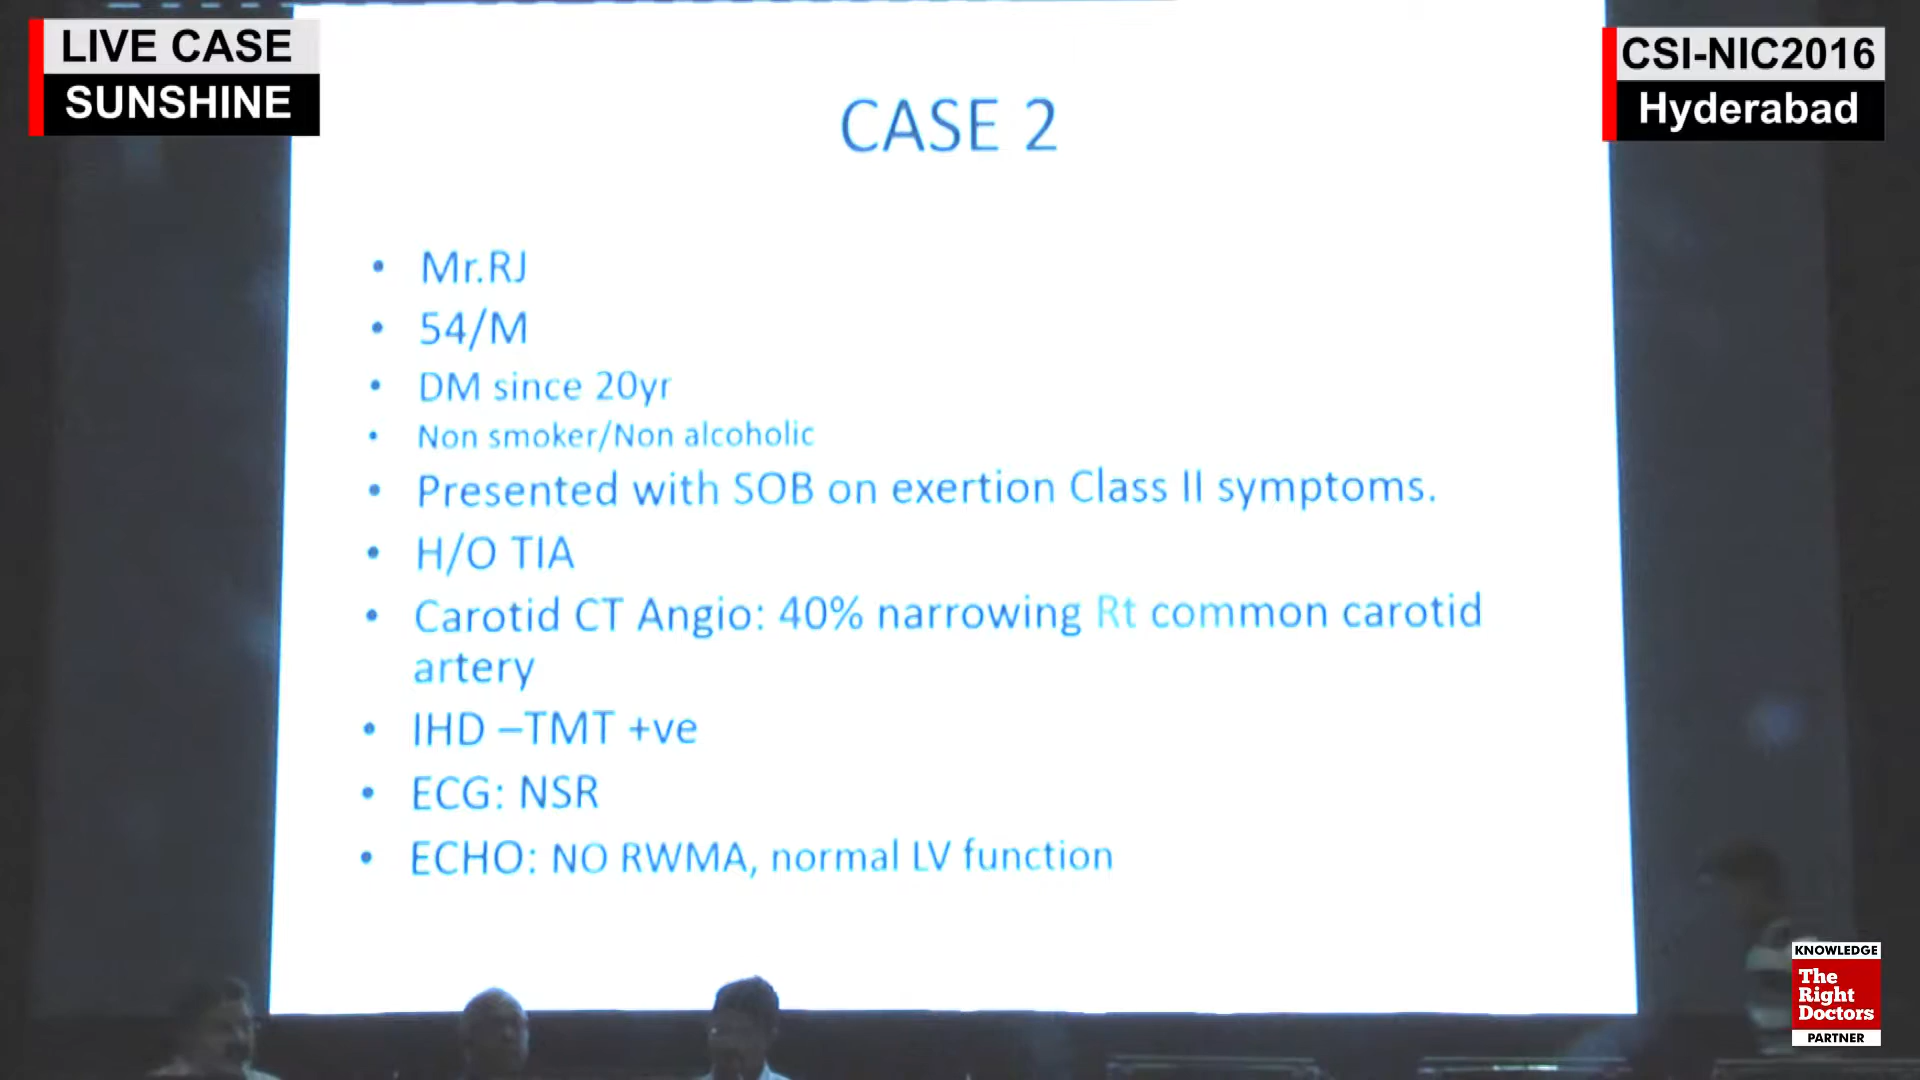 LIVE CASE
SUNSHINE
CSI-NIC2016
Hyderabad
CASE 2
• Mr.RJ
• 54/M
• DM since 20yr
• Non smoker/Non alcoholic
• Presented with SOB on exertion Class II symptoms.
• H/O TIA
• Carotid CT Angio: 40% narrowing Rt common carotid
artery
• IHD –TMT +ve
• ECG: NSR
• ECHO: NO RWMA, normal LV function
KNOWLEDGE
The
Right
Doctors
PARTNER